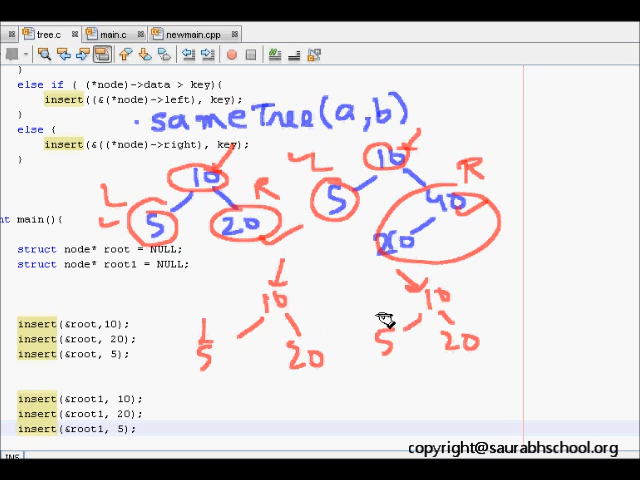 tree.c main.c newmain.cpp
}
else if ( (*node)->data > key){
insert((&(*node)->left), key);
}
else {
insert(&((*node)->right), key);
}
· sameTree(a,b)
10 10
L R L R
L 5 20 5 40
20
nt main(){
struct node* root = NULL;
struct node* root1 = NULL;
10 10
5 20 5 20
insert(&root,10);
insert(&root, 20);
insert(&root, 5);
insert(&root1, 10);
insert(&root1, 20);
insert(&root1, 5);
copyright@saurabhschool.org
INS